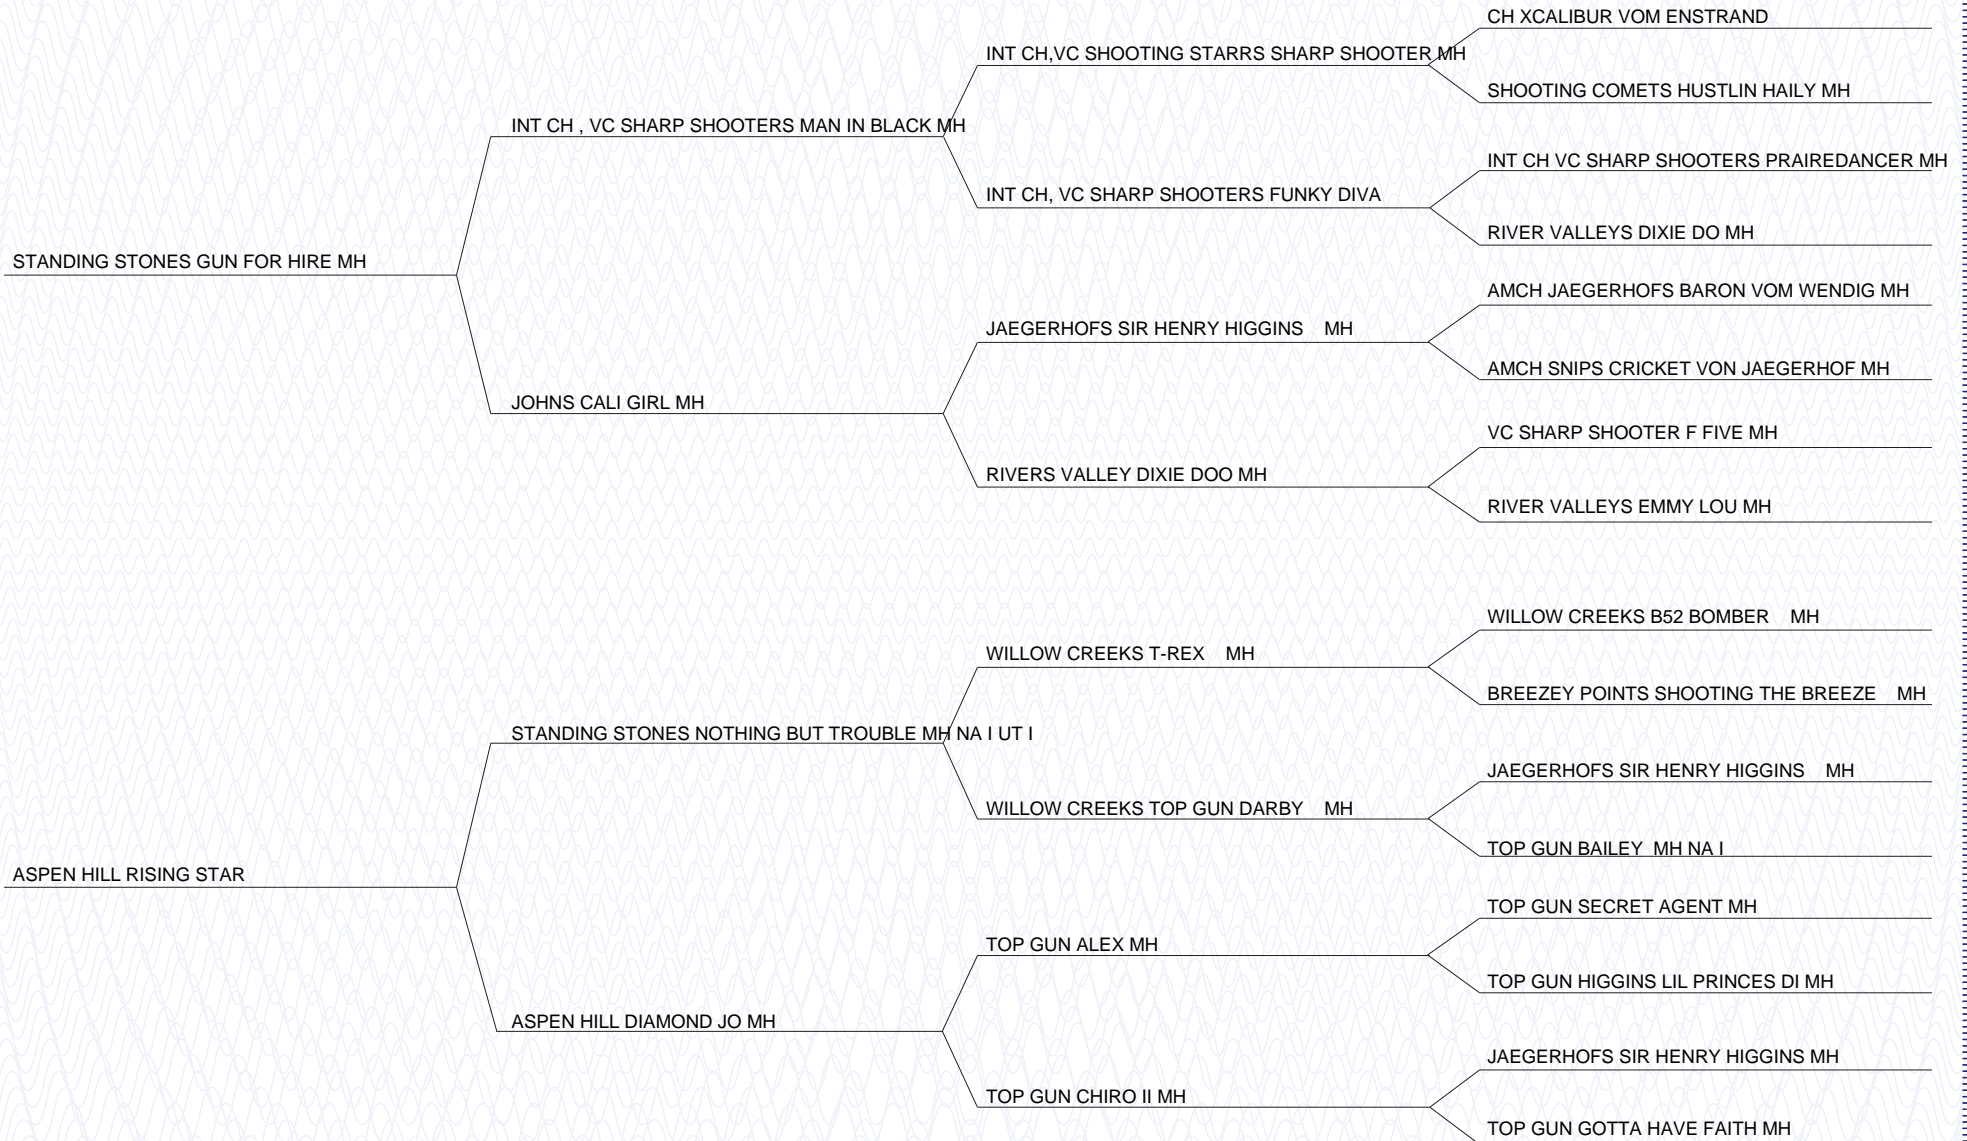 CH XCALIBUR VOM ENSTRAND
INT CH,VC SHOOTING STARRS SHARP SHOOTER MH
SHOOTING COMETS HUSTLIN HAILY MH
INT CH , VC SHARP SHOOTERS MAN IN BLACK MH
INT CH VC SHARP SHOOTERS PRAIREDANCER MH
INT CH, VC SHARP SHOOTERS FUNKY DIVA
RIVER VALLEYS DIXIE DO MH
STANDING STONES GUN FOR HIRE MH
AMCH JAEGERHOFS BARON VOM WENDIG MH
JAEGERHOFS SIR HENRY HIGGINS MH
AMCH SNIPS CRICKET VON JAEGERHOF MH
JOHNS CALI GIRL MH
VC SHARP SHOOTER F FIVE MH
RIVERS VALLEY DIXIE DOO MH
RIVER VALLEYS EMMY LOU MH
WILLOW CREEKS B52 BOMBER MH
WILLOW CREEKS T-REX MH
BREEZEY POINTS SHOOTING THE BREEZE MH
STANDING STONES NOTHING BUT TROUBLE MH NA I UT I
JAEGERHOFS SIR HENRY HIGGINS MH
WILLOW CREEKS TOP GUN DARBY MH
TOP GUN BAILEY MH NA I
ASPEN HILL RISING STAR
TOP GUN SECRET AGENT MH
TOP GUN ALEX MH
TOP GUN HIGGINS LIL PRINCES DI MH
ASPEN HILL DIAMOND JO MH
JAEGERHOFS SIR HENRY HIGGINS MH
TOP GUN CHIRO II MH
TOP GUN GOTTA HAVE FAITH MH